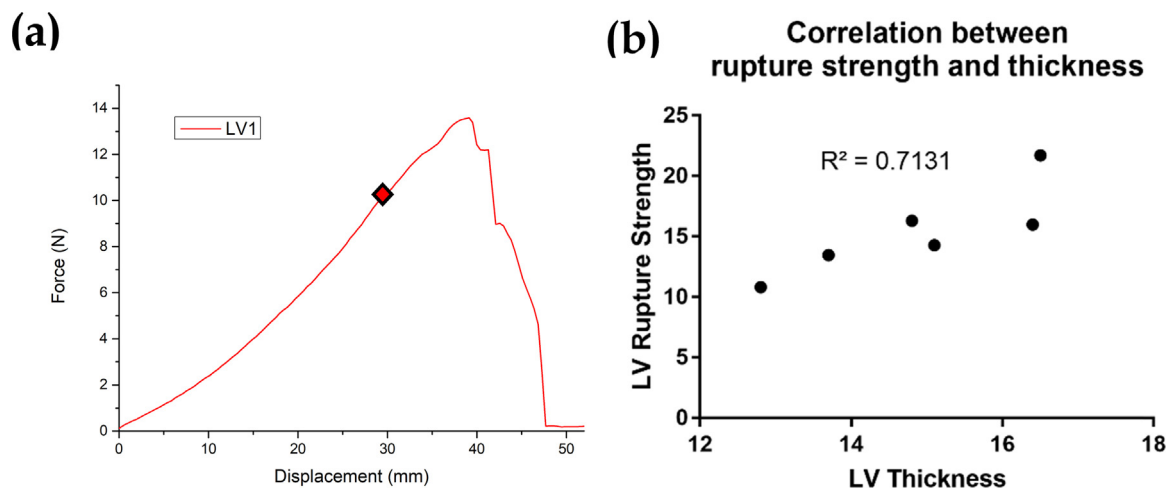 (a)
LV1
14
12
10
8
6
4
2
0
Force (N)
0 10 20 30 40 50
Displacement (mm)
(b)
Correlation between
rupture strength and thickness
R² = 0.7131
25
20
15
10
5
0
LV Rupture Strength
12 14 16 18
LV Thickness